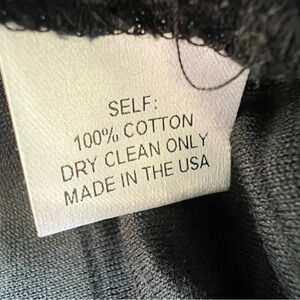 SELF:
100% COTTON
DRY CLEAN ONLY
MADE IN THE USA